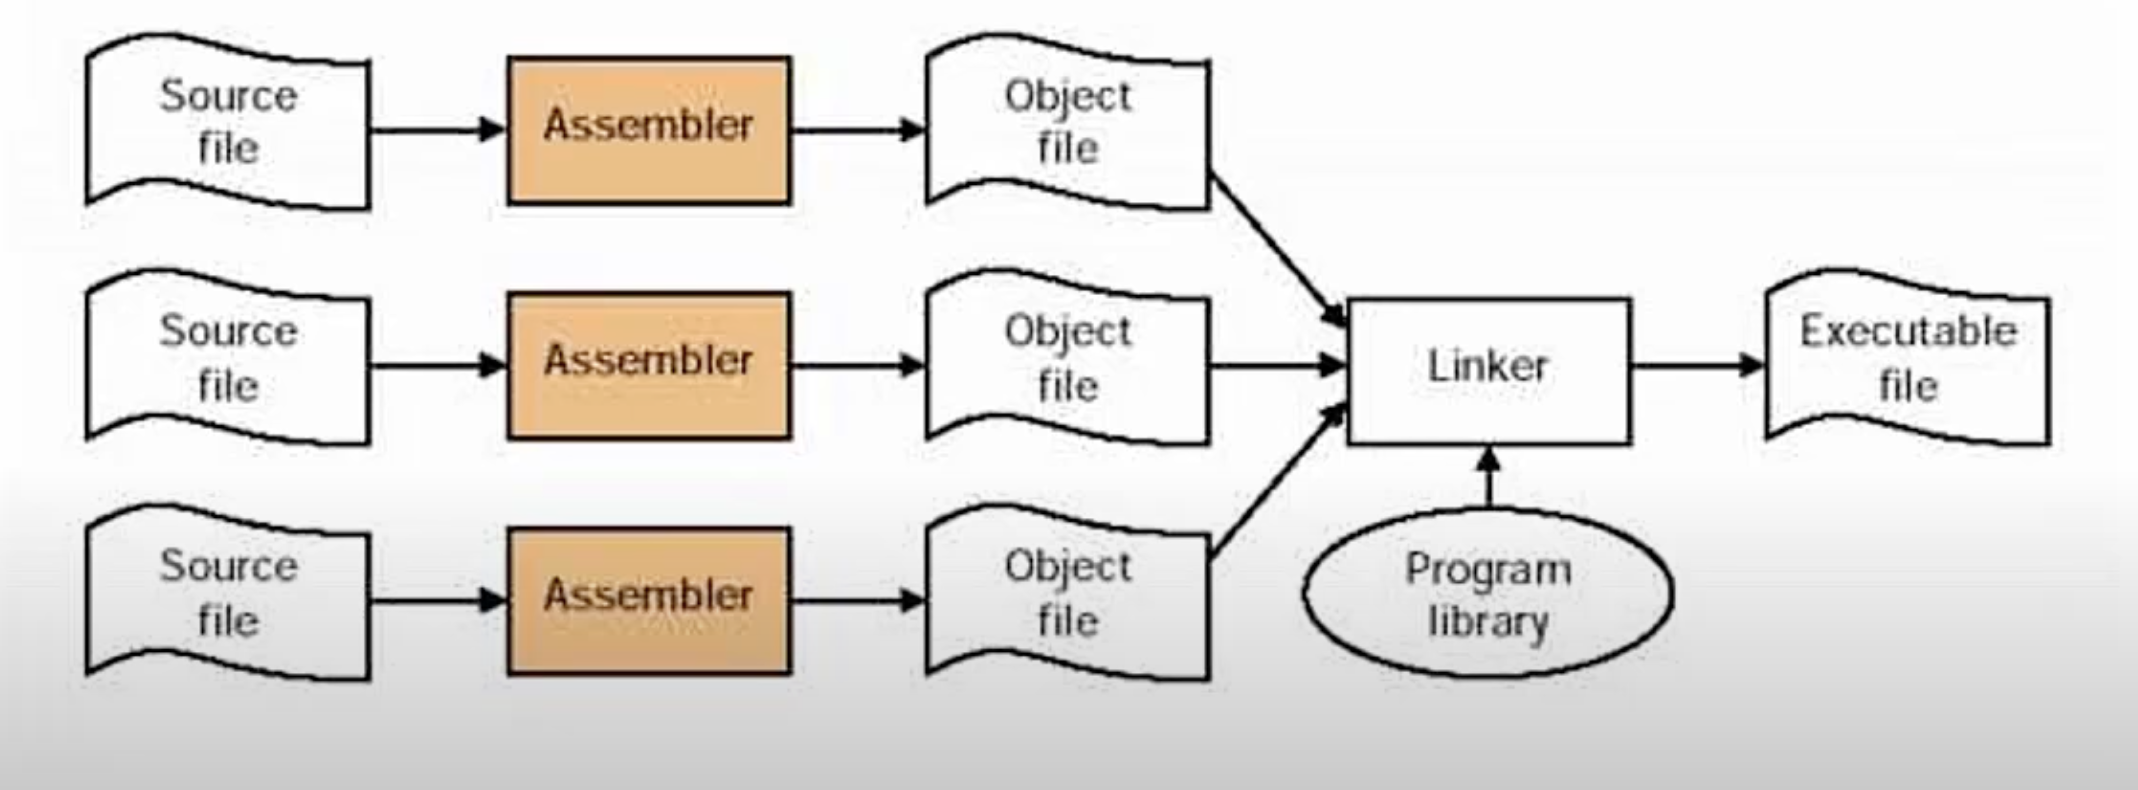 Source
file
Assembler
Object
file
Source
file
Assembler
Object
file
Linker
Executable
file
Source
file
Assembler
Object
file
Program
library